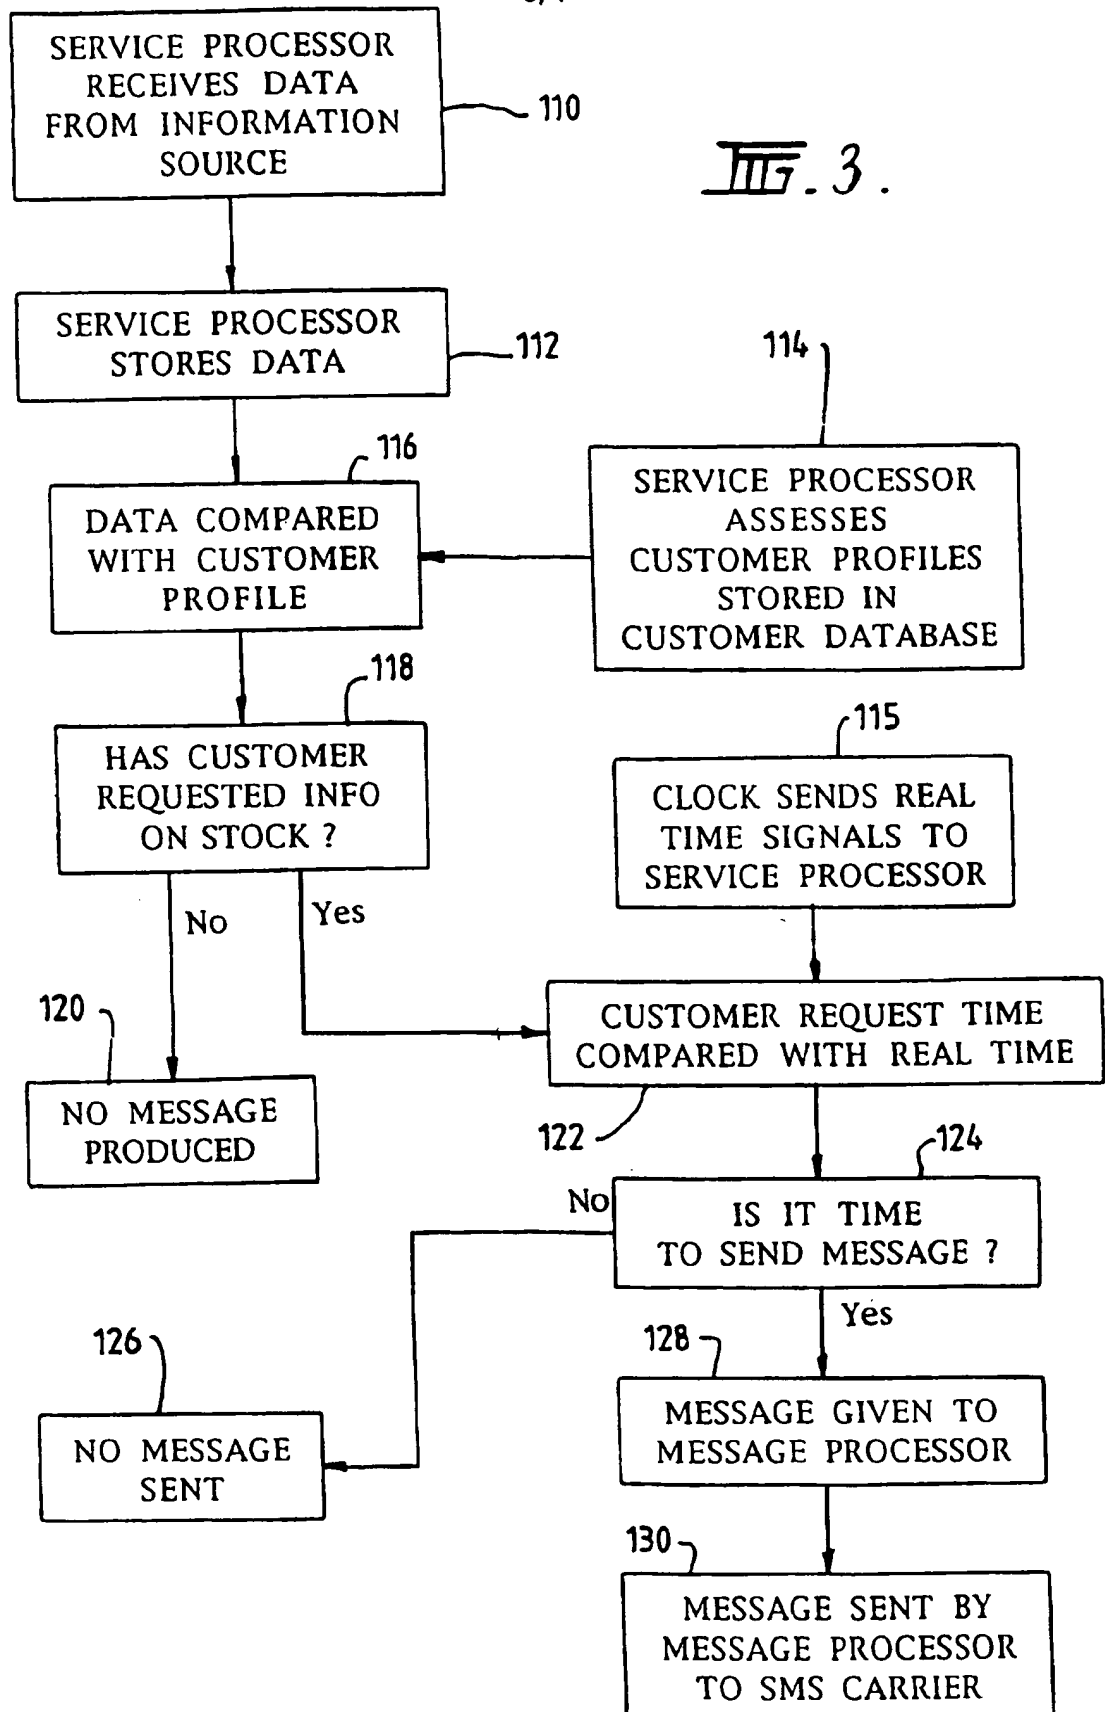 SERVICE PROCESSOR
RECEIVES DATA
FROM INFORMATION
SOURCE
110
FIG. 3.
SERVICE PROCESSOR
STORES DATA
112
114
116
DATA COMPARED
WITH CUSTOMER
PROFILE
SERVICE PROCESSOR
ASSESSES
CUSTOMER PROFILES
STORED IN
CUSTOMER DATABASE
118
HAS CUSTOMER
REQUESTED INFO
ON STOCK ?
115
CLOCK SENDS REAL
TIME SIGNALS TO
SERVICE PROCESSOR
No
Yes
120
NO MESSAGE
PRODUCED
CUSTOMER REQUEST TIME
COMPARED WITH REAL TIME
122
124
No
IS IT TIME
TO SEND MESSAGE ?
Yes
126
NO MESSAGE
SENT
128
MESSAGE GIVEN TO
MESSAGE PROCESSOR
130
MESSAGE SENT BY
MESSAGE PROCESSOR
TO SMS CARRIER